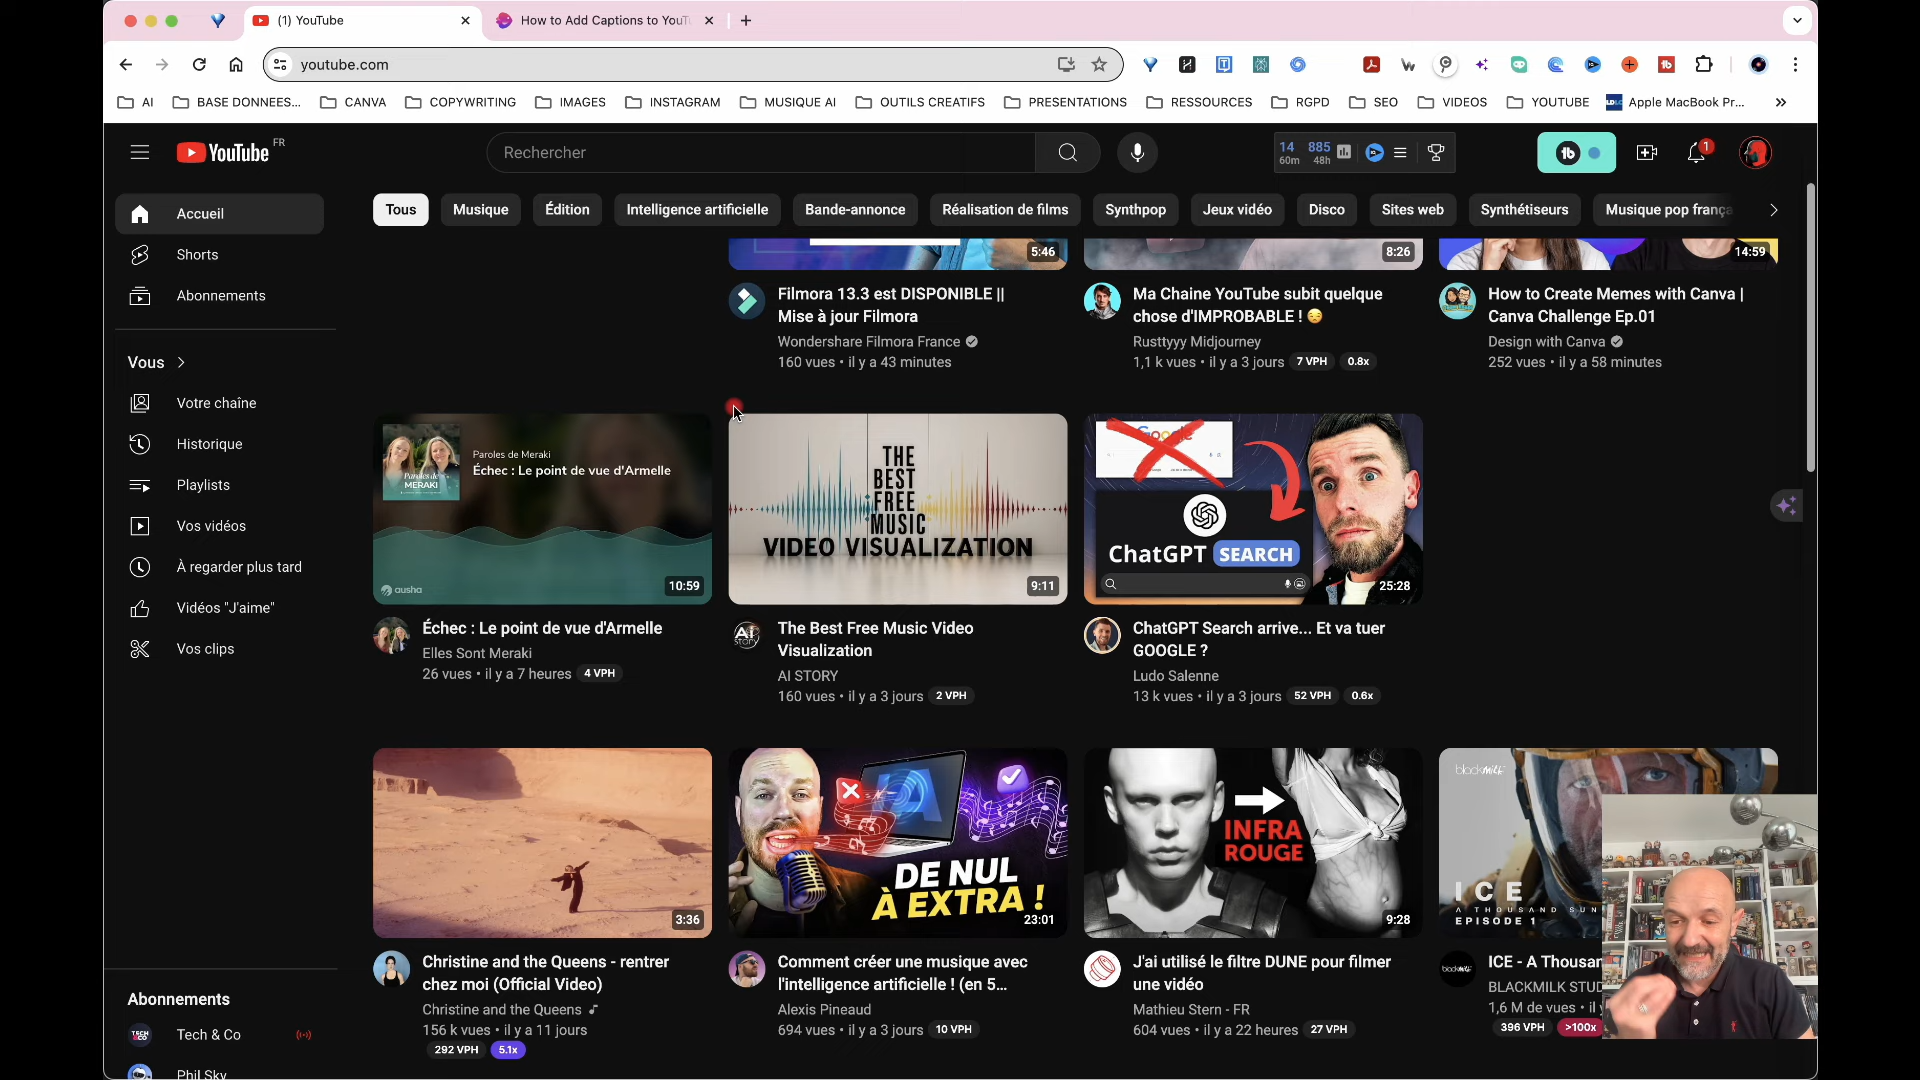 (1) YouTube
How to Add Captions to YouT
youtube.com
AI
BASE DONNEES...
CANVA
COPYWRITING
IMAGES
INSTAGRAM
MUSIQUE AI
OUTILS CREATIFS
PRESENTATIONS
RESSOURCES
RGPD
SEO
VIDEOS
YOUTUBE
Apple MacBook Pr...
YouTube FR
Rechercher
14 885
60m 48h
1
Accueil
Shorts
Abonnements
Vous
Votre chaîne
Historique
Playlists
Vos vidéos
À regarder plus tard
Vidéos "J'aime"
Vos clips
Abonnements
Tech & Co
Phil Sky
Tous
Musique
Édition
Intelligence artificielle
Bande-annonce
Réalisation de films
Synthpop
Jeux vidéo
Disco
Sites web
Synthétiseurs
Musique pop frança
5:46
Filmora 13.3 est DISPONIBLE ||
Mise à jour Filmora
Wondershare Filmora France
160 vues • il y a 43 minutes
8:26
Ma Chaine YouTube subit quelque
chose d'IMPROBABLE ! 😔
Rusttyyy Midjourney
1,1 k vues • il y a 3 jours 7 VPH 0.8x
14:59
How to Create Memes with Canva |
Canva Challenge Ep.01
Design with Canva
252 vues • il y a 58 minutes
Paroles de Meraki
Échec : Le point de vue d'Armelle
Paroles de
MERAKI
ausha
10:59
Échec : Le point de vue d'Armelle
Elles Sont Meraki
26 vues • il y a 7 heures 4 VPH
THE
BEST
FREE
MUSIC
VIDEO VISUALIZATION
9:11
AI
STORY
The Best Free Music Video
Visualization
AI STORY
160 vues • il y a 3 jours 2 VPH
Google
ChatGPT SEARCH
25:28
ChatGPT Search arrive... Et va tuer
GOOGLE ?
Ludo Salenne
13 k vues • il y a 3 jours 52 VPH 0.6x
3:36
Christine and the Queens - rentrer
chez moi (Official Video)
Christine and the Queens
156 k vues • il y a 11 jours
292 VPH 5.1x
DE NUL
À EXTRA !
23:01
Comment créer une musique avec
l'intelligence artificielle ! (en 5...
Alexis Pineaud
694 vues • il y a 3 jours 10 VPH
INFRA
ROUGE
9:28
J'ai utilisé le filtre DUNE pour filmer
une vidéo
Mathieu Stern - FR
604 vues • il y a 22 heures 27 VPH
blackmilk
ICE
A THOUSAND SUN
EPISODE 1
ICE - A Thousan
BLACKMILK STUD
1,6 M de vues • il y
396 VPH >100x